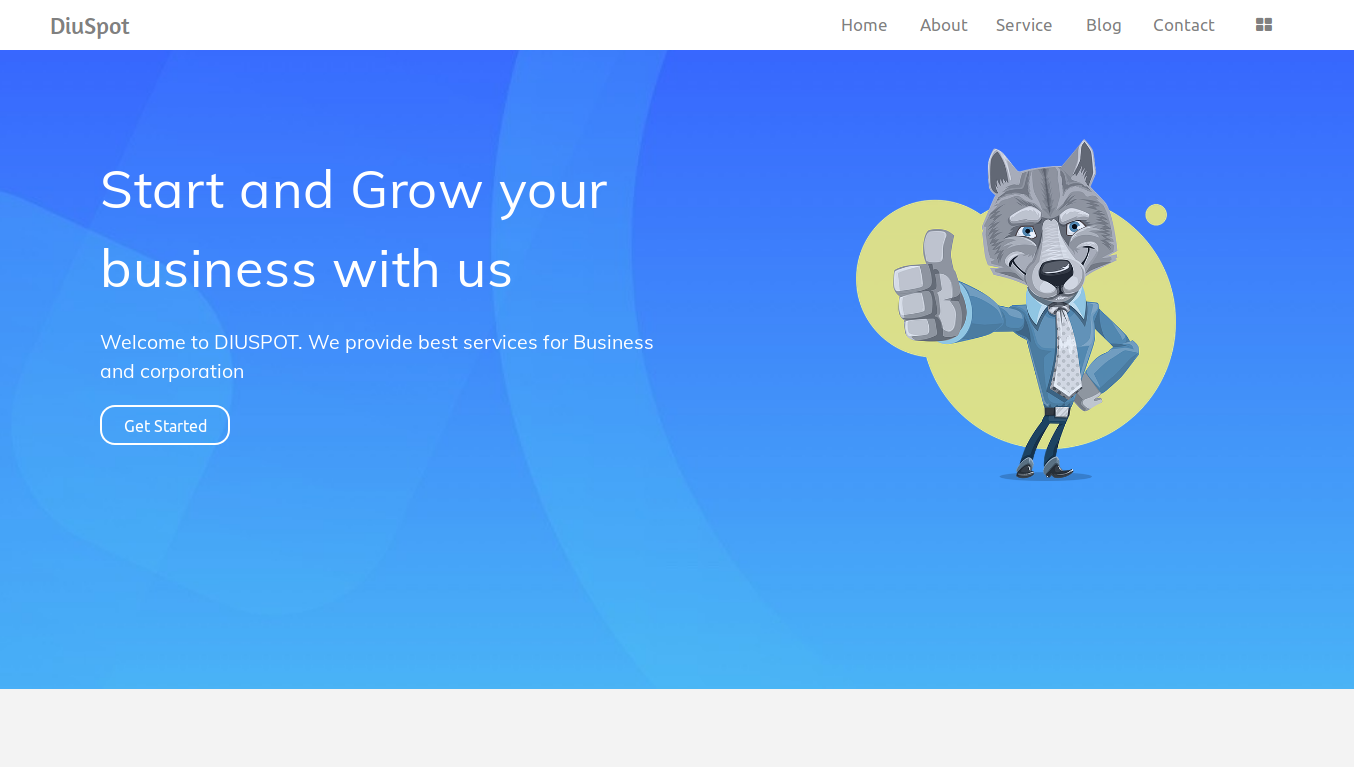 DiuSpot
Home About Service Blog Contact
Start and Grow your
business with us
Welcome to DIUSPOT. We provide best services for Business
and corporation
Get Started